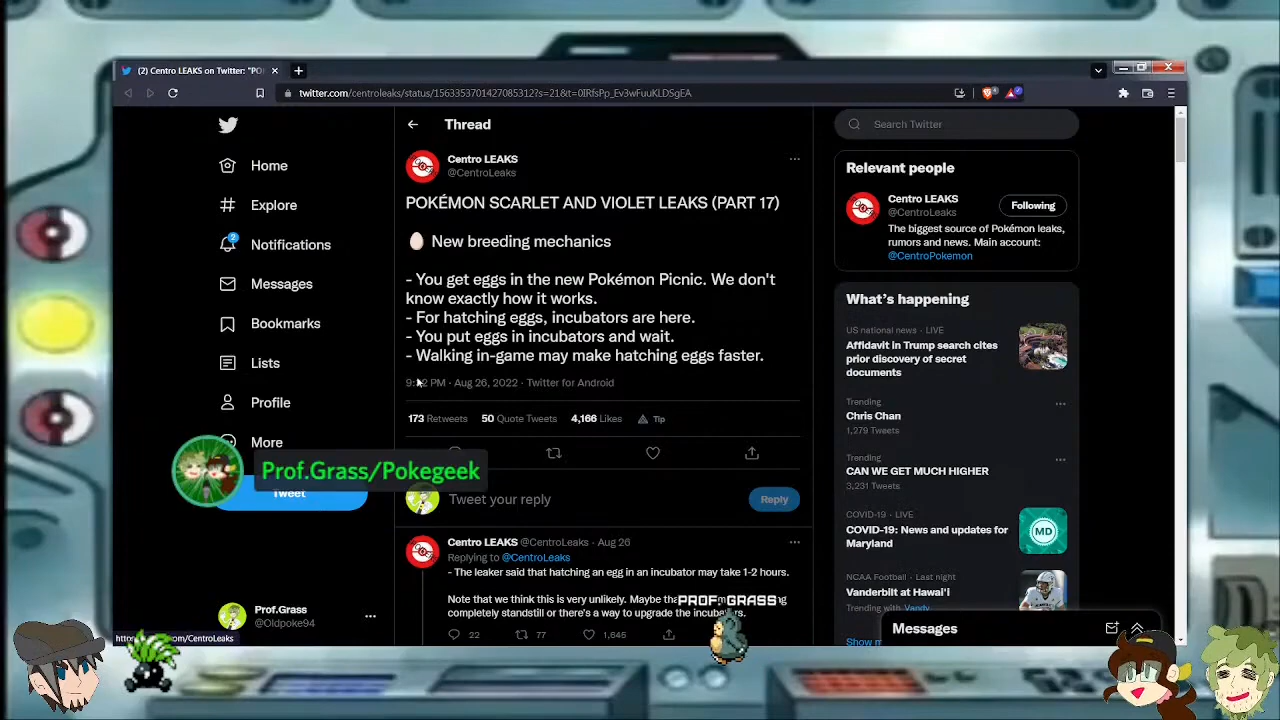 (2) Centro LEAKS on Twitter: "PO
twitter.com/centroleaks/status/1563353701427085312?s=21&t=0IRfsPp_Ev3wFuuKLDSgEA
Home
Explore
2
Notifications
Messages
Bookmarks
Lists
Profile
More
Tweet
Prof.Grass/Pokegeek
Prof.Grass
@Oldpoke94
Thread
Centro LEAKS
@CentroLeaks
POKÉMON SCARLET AND VIOLET LEAKS (PART 17)
New breeding mechanics
- You get eggs in the new Pokémon Picnic. We don't
know exactly how it works.
- For hatching eggs, incubators are here.
- You put eggs in incubators and wait.
- Walking in-game may make hatching eggs faster.
PM · Aug 26, 2022 · Twitter for Android
173 Retweets 50 Quote Tweets 4,166 Likes Tip
Tweet your reply
Reply
Centro LEAKS @CentroLeaks · Aug 26
Replying to @CentroLeaks
- The leaker said that hatching an egg in an incubator may take 1-2 hours.
Note that we think this is very unlikely. Maybe
completely standstill or there's a way to upgrade the incubators.
22 77 1,645
PROF GRASS
Search Twitter
Relevant people
Centro LEAKS
@CentroLeaks
Following
The biggest source of Pokémon leaks,
rumors and news. Main account:
@CentroPokemon
What's happening
US national news · LIVE
Affidavit in Trump search cites
prior discovery of secret
documents
Trending
Chris Chan
1,279 Tweets
Trending
CAN WE GET MUCH HIGHER
3,231 Tweets
COVID-19 · LIVE
COVID-19: News and updates for
Maryland
MD
NCAA Football · Last night
Vanderbilt at Hawai'i
Trending with Vandy
Show m
Messages